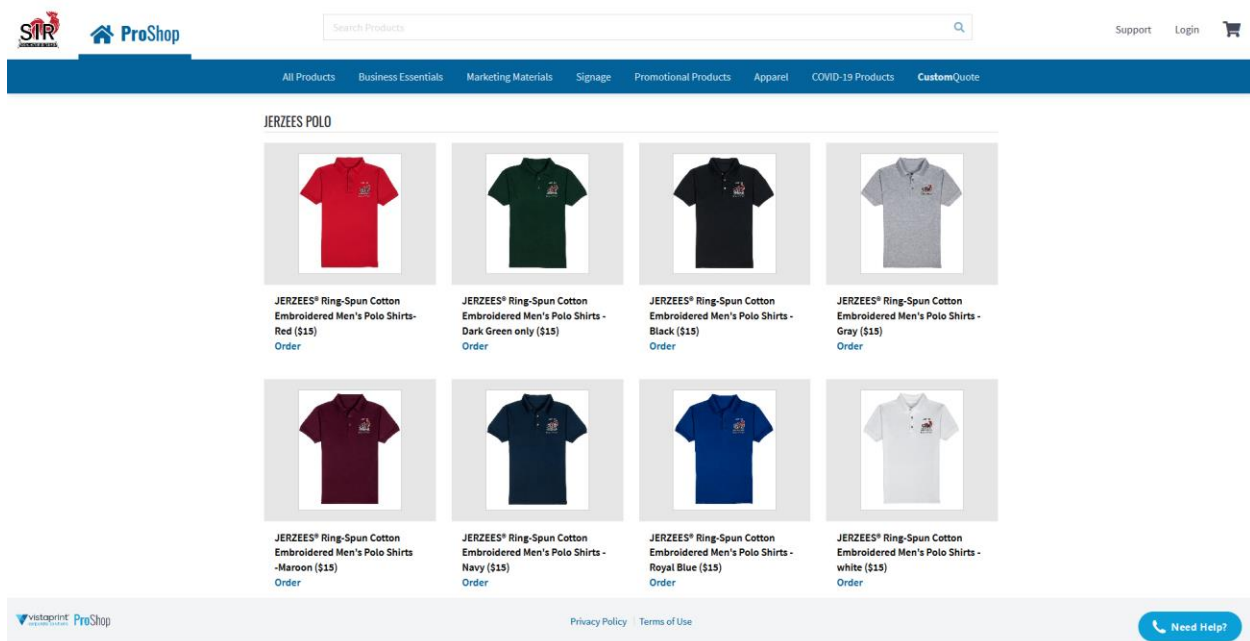 SIR
ProShop
Search Products
Support
Login
All Products
Business Essentials
Marketing Materials
Signage
Promotional Products
Apparel
COVID-19 Products
CustomQuote
JERZEES POLO
JERZEES® Ring-Spun Cotton
Embroidered Men's Polo Shirts-
Red ($15)
Order
JERZEES® Ring-Spun Cotton
Embroidered Men's Polo Shirts -
Dark Green only ($15)
Order
JERZEES® Ring-Spun Cotton
Embroidered Men's Polo Shirts -
Black ($15)
Order
JERZEES® Ring-Spun Cotton
Embroidered Men's Polo Shirts -
Gray ($15)
Order
JERZEES® Ring-Spun Cotton
Embroidered Men's Polo Shirts
-Maroon ($15)
Order
JERZEES® Ring-Spun Cotton
Embroidered Men's Polo Shirts -
Navy ($15)
Order
JERZEES® Ring-Spun Cotton
Embroidered Men's Polo Shirts -
Royal Blue ($15)
Order
JERZEES® Ring-Spun Cotton
Embroidered Men's Polo Shirts -
white ($15)
Order
vistaprint
ProShop
Privacy Policy
Terms of Use
Need Help?